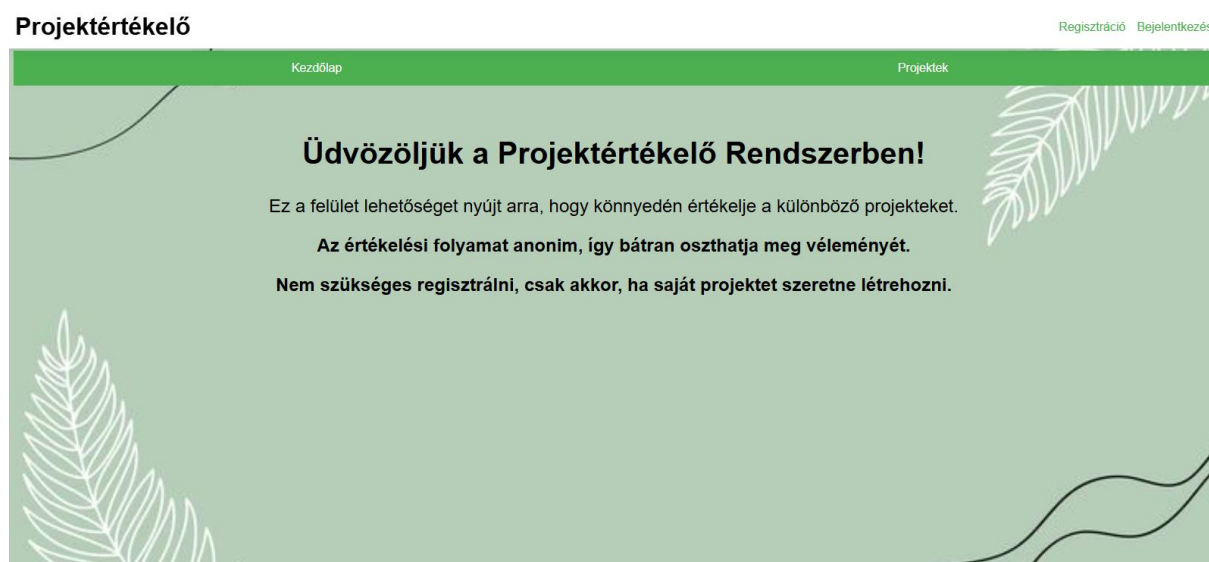 Projektértékelő
Regisztráció Bejelentkezés
Kezdőlap Projektek
Üdvözöljük a Projektértékelő Rendszerben!
Ez a felület lehetőséget nyújt arra, hogy könnyedén értékelje a különböző projekteket.
Az értékelési folyamat anonim, így bátran oszthatja meg véleményét.
Nem szükséges regisztrálni, csak akkor, ha saját projektet szeretne létrehozni.